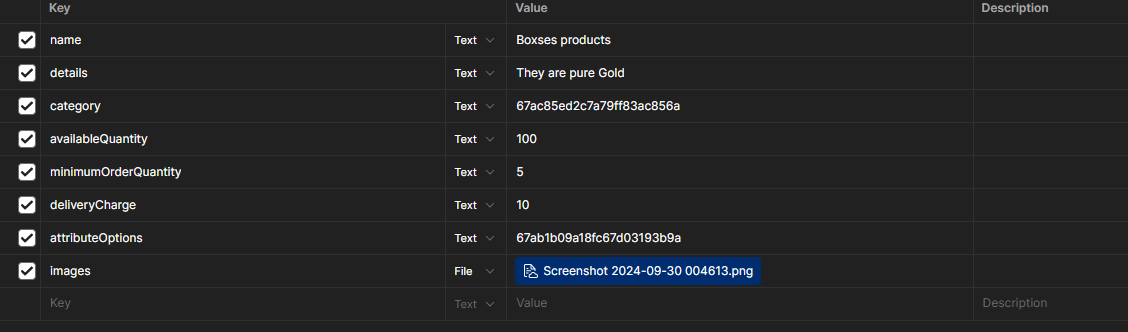 Key Value Description
name Text Boxses products
details Text They are pure Gold
category Text 67ac85ed2c7a79ff83ac856a
availableQuantity Text 100
minimumOrderQuantity Text 5
deliveryCharge Text 10
attributeOptions Text 67ab1b09a18fc67d03193b9a
images File Screenshot 2024-09-30 004613.png
Key Text Value Description